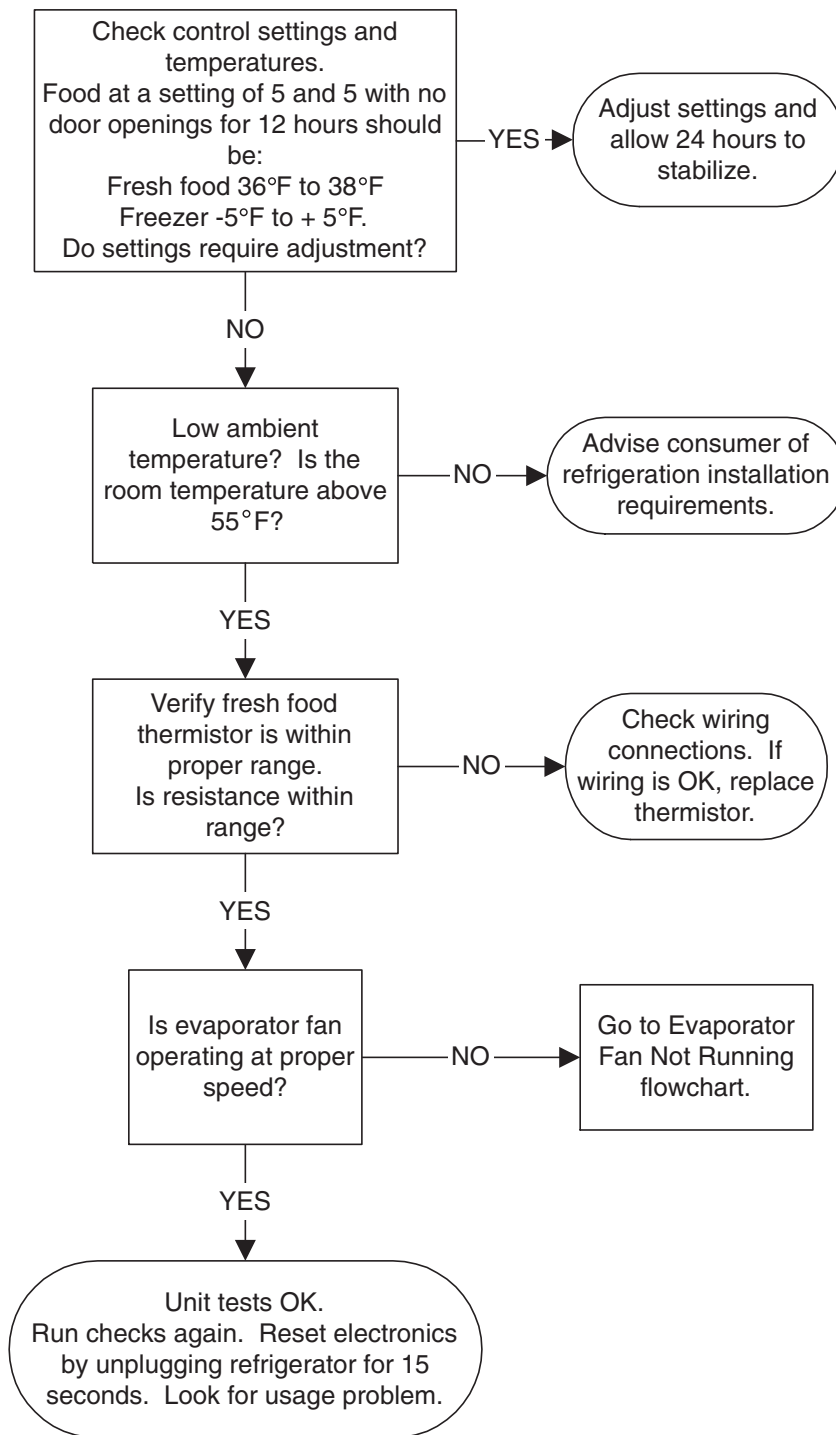 Check control settings and
temperatures.
Food at a setting of 5 and 5 with no
door openings for 12 hours should
be:
Fresh food 36°F to 38°F
Freezer -5°F to + 5°F.
Do settings require adjustment?
YES
Adjust settings and
allow 24 hours to
stabilize.
NO
Low ambient
temperature? Is the
room temperature above
55°F?
NO
Advise consumer of
refrigeration installation
requirements.
YES
Verify fresh food
thermistor is within
proper range.
Is resistance within
range?
NO
Check wiring
connections. If
wiring is OK, replace
thermistor.
YES
Is evaporator fan
operating at proper
speed?
NO
Go to Evaporator
Fan Not Running
flowchart.
YES
Unit tests OK.
Run checks again. Reset electronics
by unplugging refrigerator for 15
seconds. Look for usage problem.